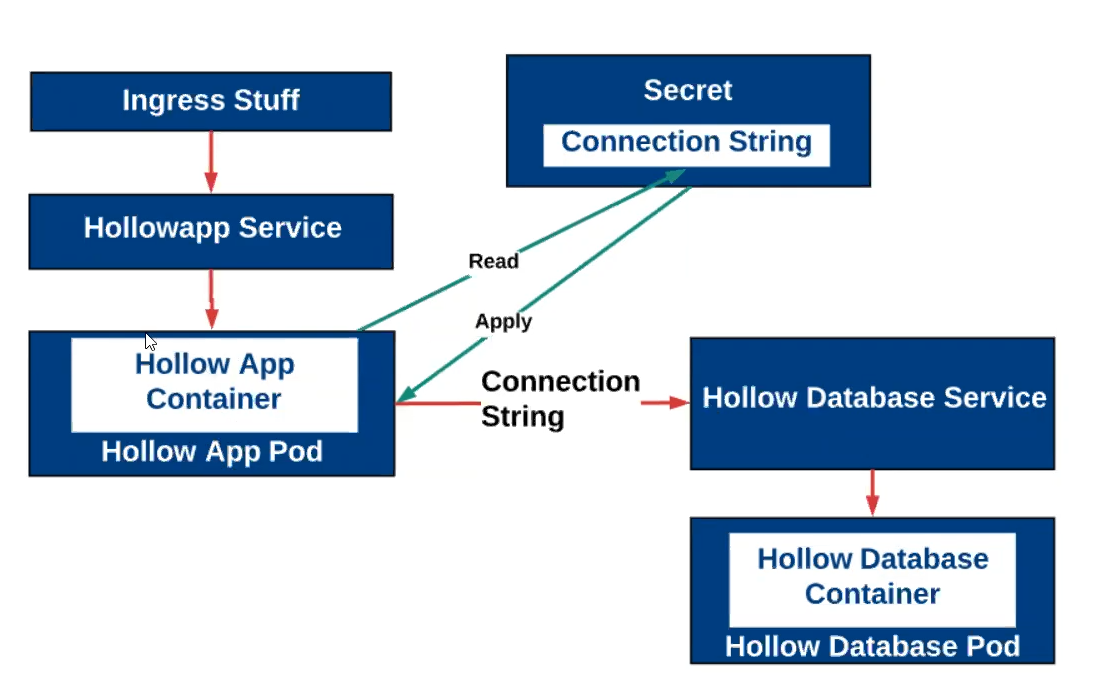 Ingress Stuff
Secret
Connection String
Hollowapp Service
Read
Apply
Hollow App
Container
Hollow App Pod
Connection
String
Hollow Database Service
Hollow Database
Container
Hollow Database Pod